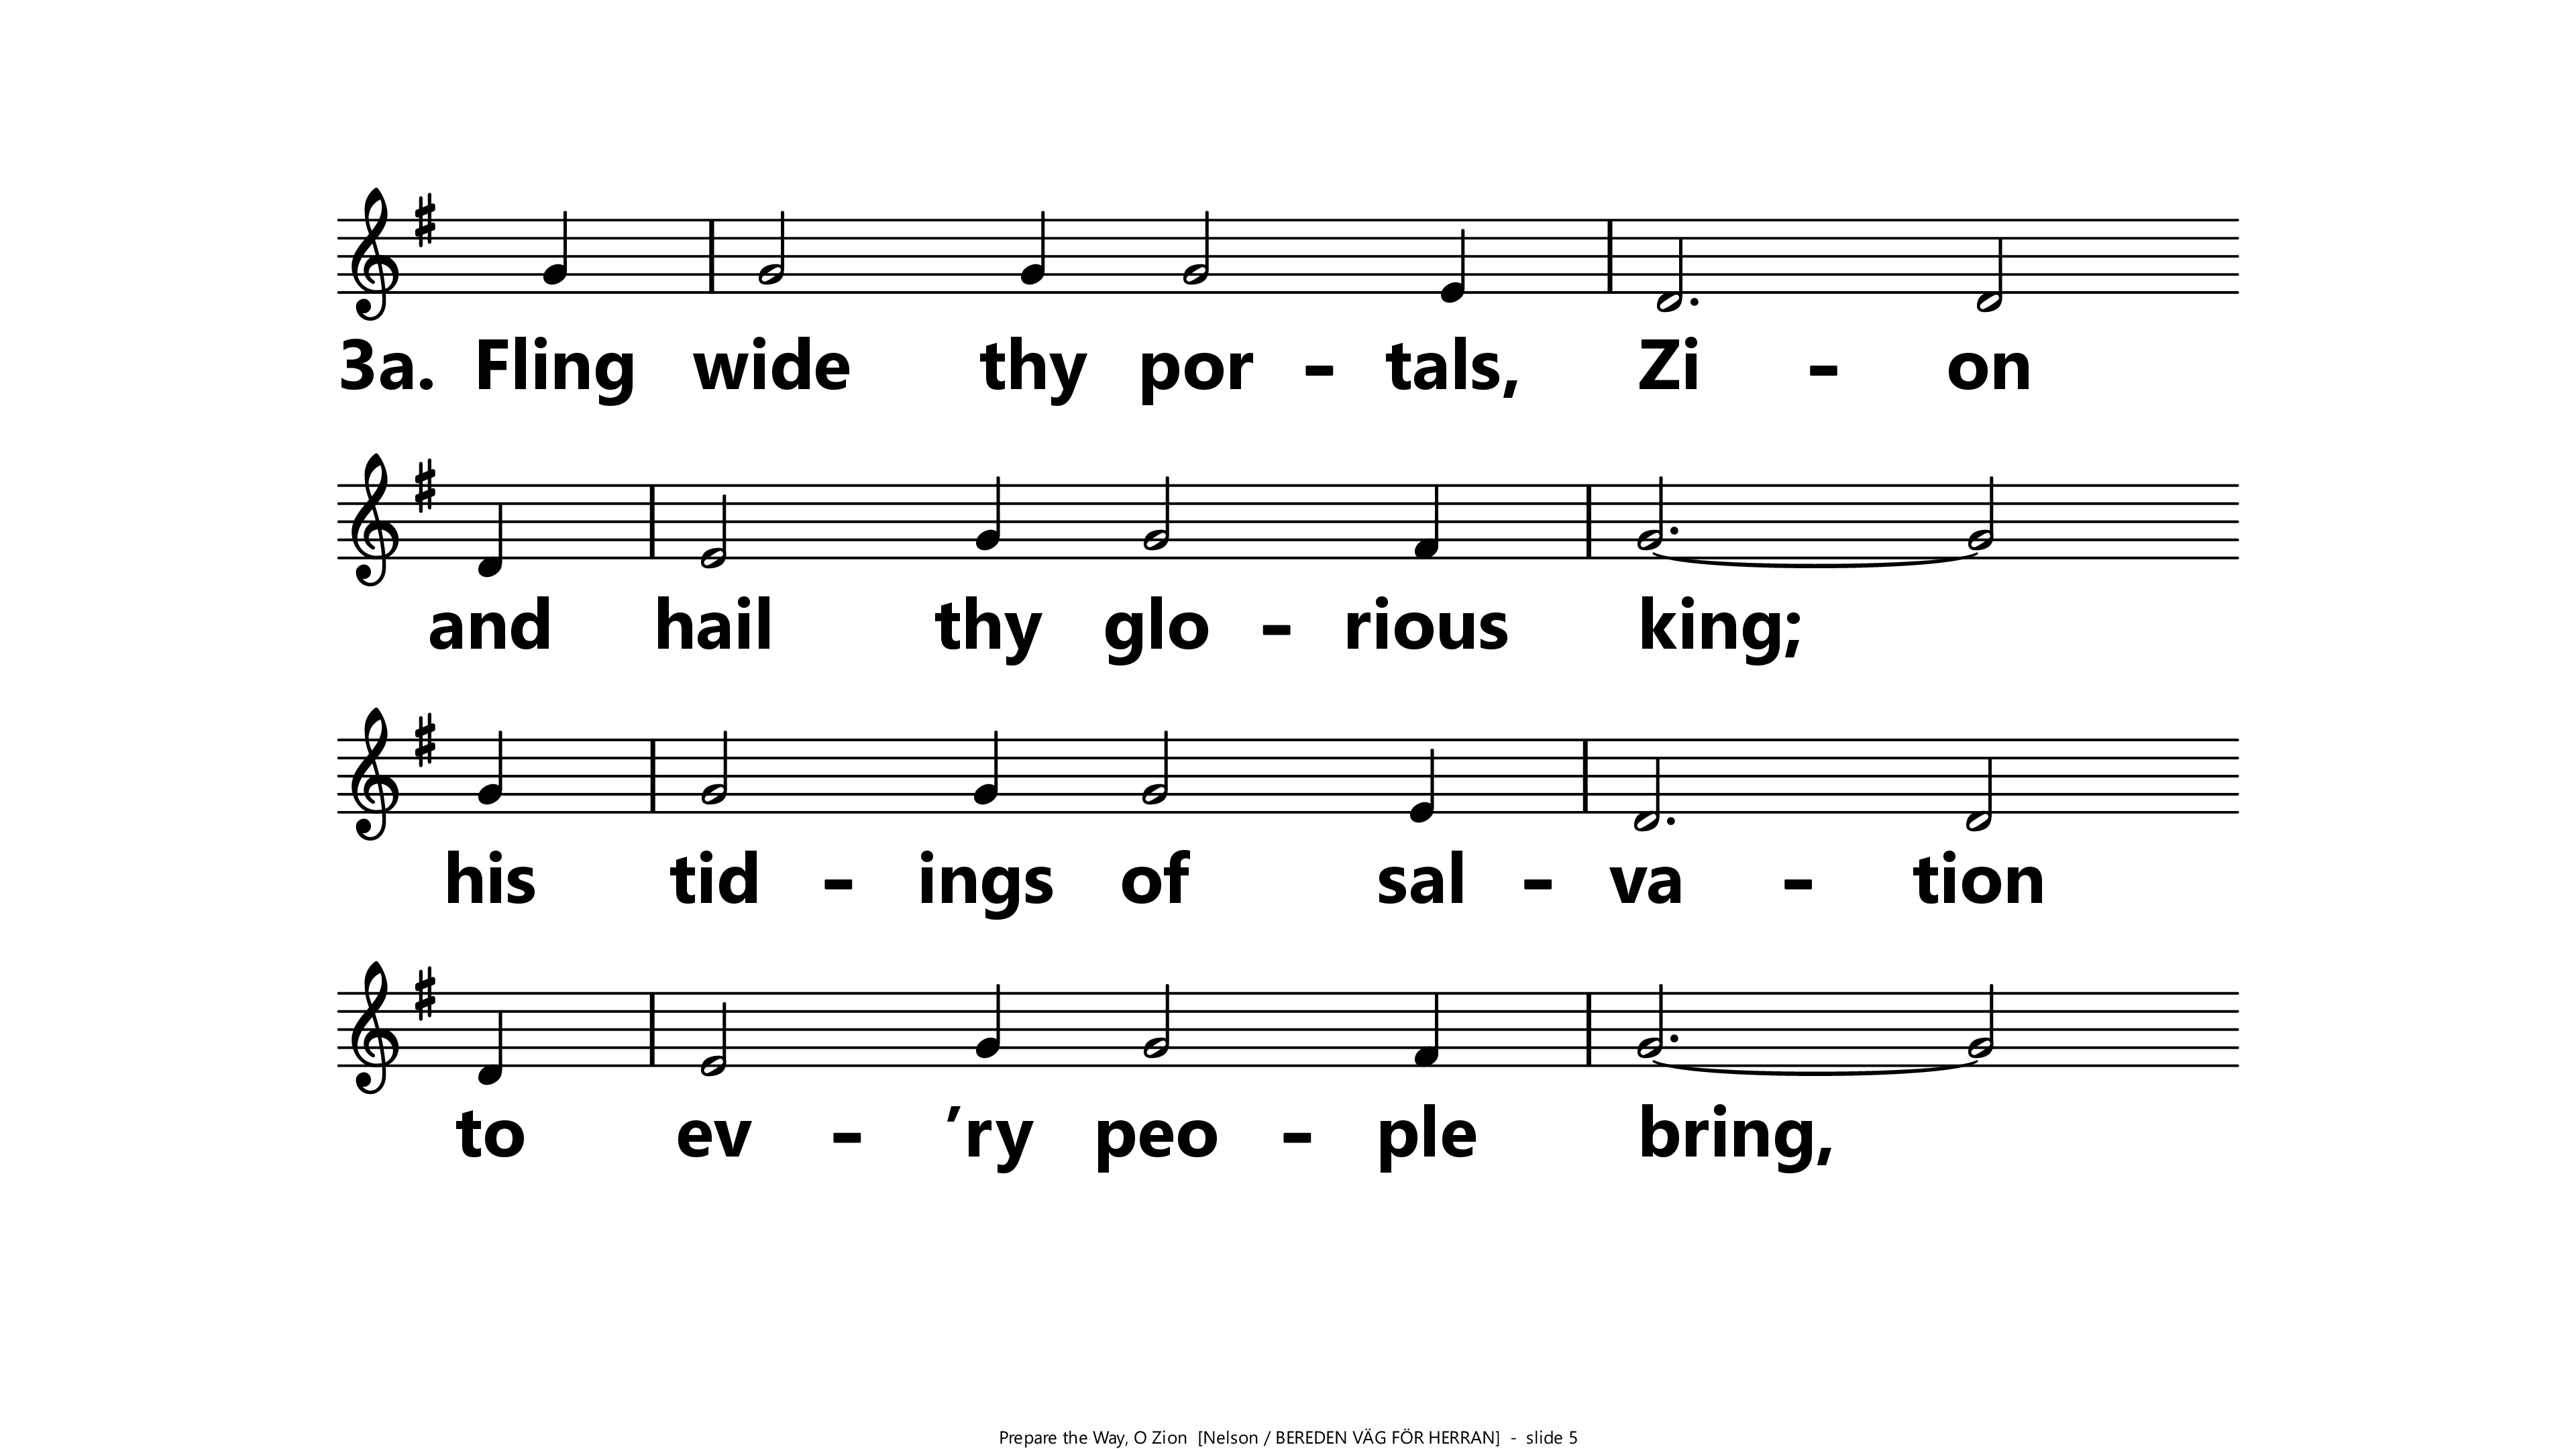 3a. Fling wide thy por - tals, Zi - on
and hail thy glo - rious king;
his tid - ings of sal - va - tion
to ev - ’ry peo - ple bring,
Prepare the Way, O Zion [Nelson / BEREDEN VÄG FÖR HERRAN] - slide 5